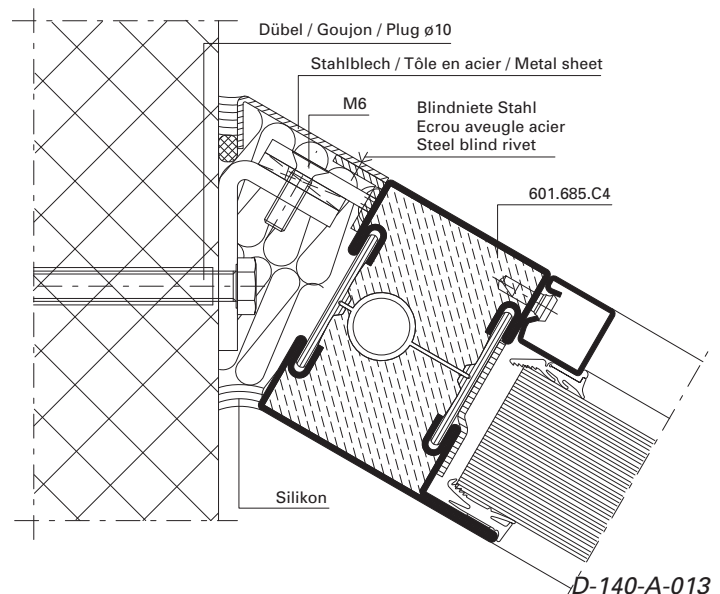 Dübel / Goujon / Plug ø10
Stahlblech / Tôle en acier / Metal sheet
M6
Blindniete Stahl
Ecrou aveugle acier
Steel blind rivet
601.685.C4
Silikon
D-140-A-013